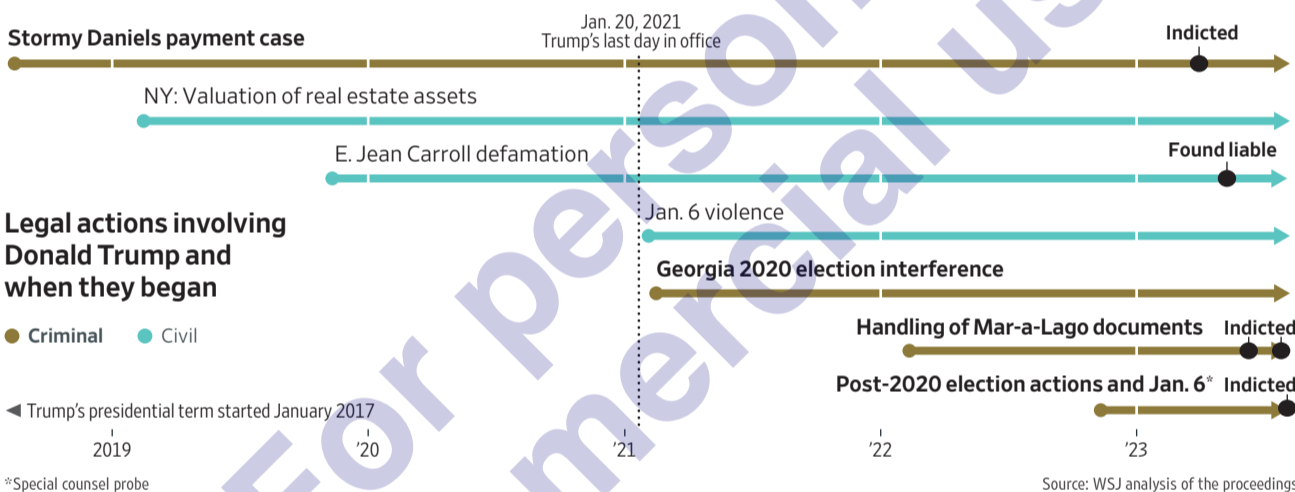 Jan. 20, 2021
Trump's last day in office
Stormy Daniels payment case
Indicted
NY: Valuation of real estate assets
E. Jean Carroll defamation
Found liable
Jan. 6 violence
Legal actions involving
Donald Trump and
when they began
Georgia 2020 election interference
Criminal
Civil
Handling of Mar-a-Lago documents
Indicted
Post-2020 election actions and Jan. 6*
Indicted
◀ Trump's presidential term started January 2017
2019
'20
'21
'22
'23
*Special counsel probe
Source: WSJ analysis of the proceedings
For person
mercial us